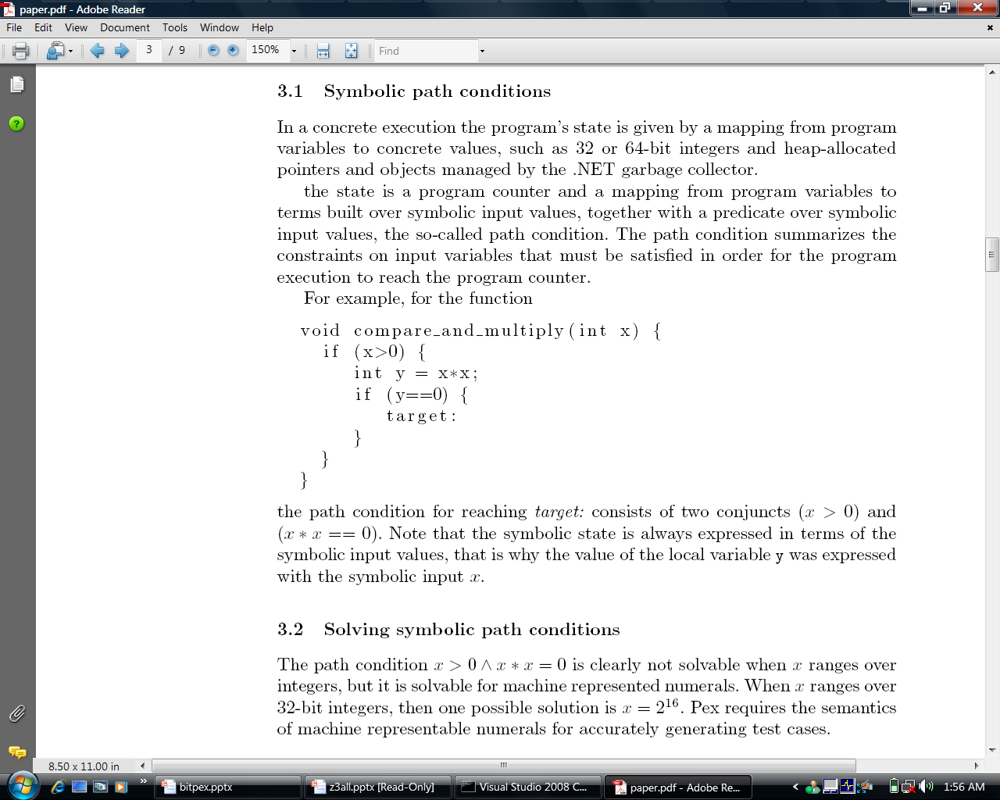 paper.pdf - Adobe Reader
File Edit View Document Tools Window Help
3 / 9 150% Find
3.1 Symbolic path conditions
In a concrete execution the program's state is given by a mapping from program
variables to concrete values, such as 32 or 64-bit integers and heap-allocated
pointers and objects managed by the .NET garbage collector.
the state is a program counter and a mapping from program variables to
terms built over symbolic input values, together with a predicate over symbolic
input values, the so-called path condition. The path condition summarizes the
constraints on input variables that must be satisfied in order for the program
execution to reach the program counter.
For example, for the function
void compare_and_multiply(int x) {
if (x>0) {
int y = x*x;
if (y==0) {
target:
}
}
}
the path condition for reaching target: consists of two conjuncts (x > 0) and
(x * x == 0). Note that the symbolic state is always expressed in terms of the
symbolic input values, that is why the value of the local variable y was expressed
with the symbolic input x.
3.2 Solving symbolic path conditions
The path condition x > 0 ∧ x * x = 0 is clearly not solvable when x ranges over
integers, but it is solvable for machine represented numerals. When x ranges over
32-bit integers, then one possible solution is x = 2¹⁶. Pex requires the semantics
of machine representable numerals for accurately generating test cases.
8.50 x 11.00 in
bitpex.pptx z3all.pptx [Read-Only] Visual Studio 2008 C... paper.pdf - Adobe Re... 1:56 AM